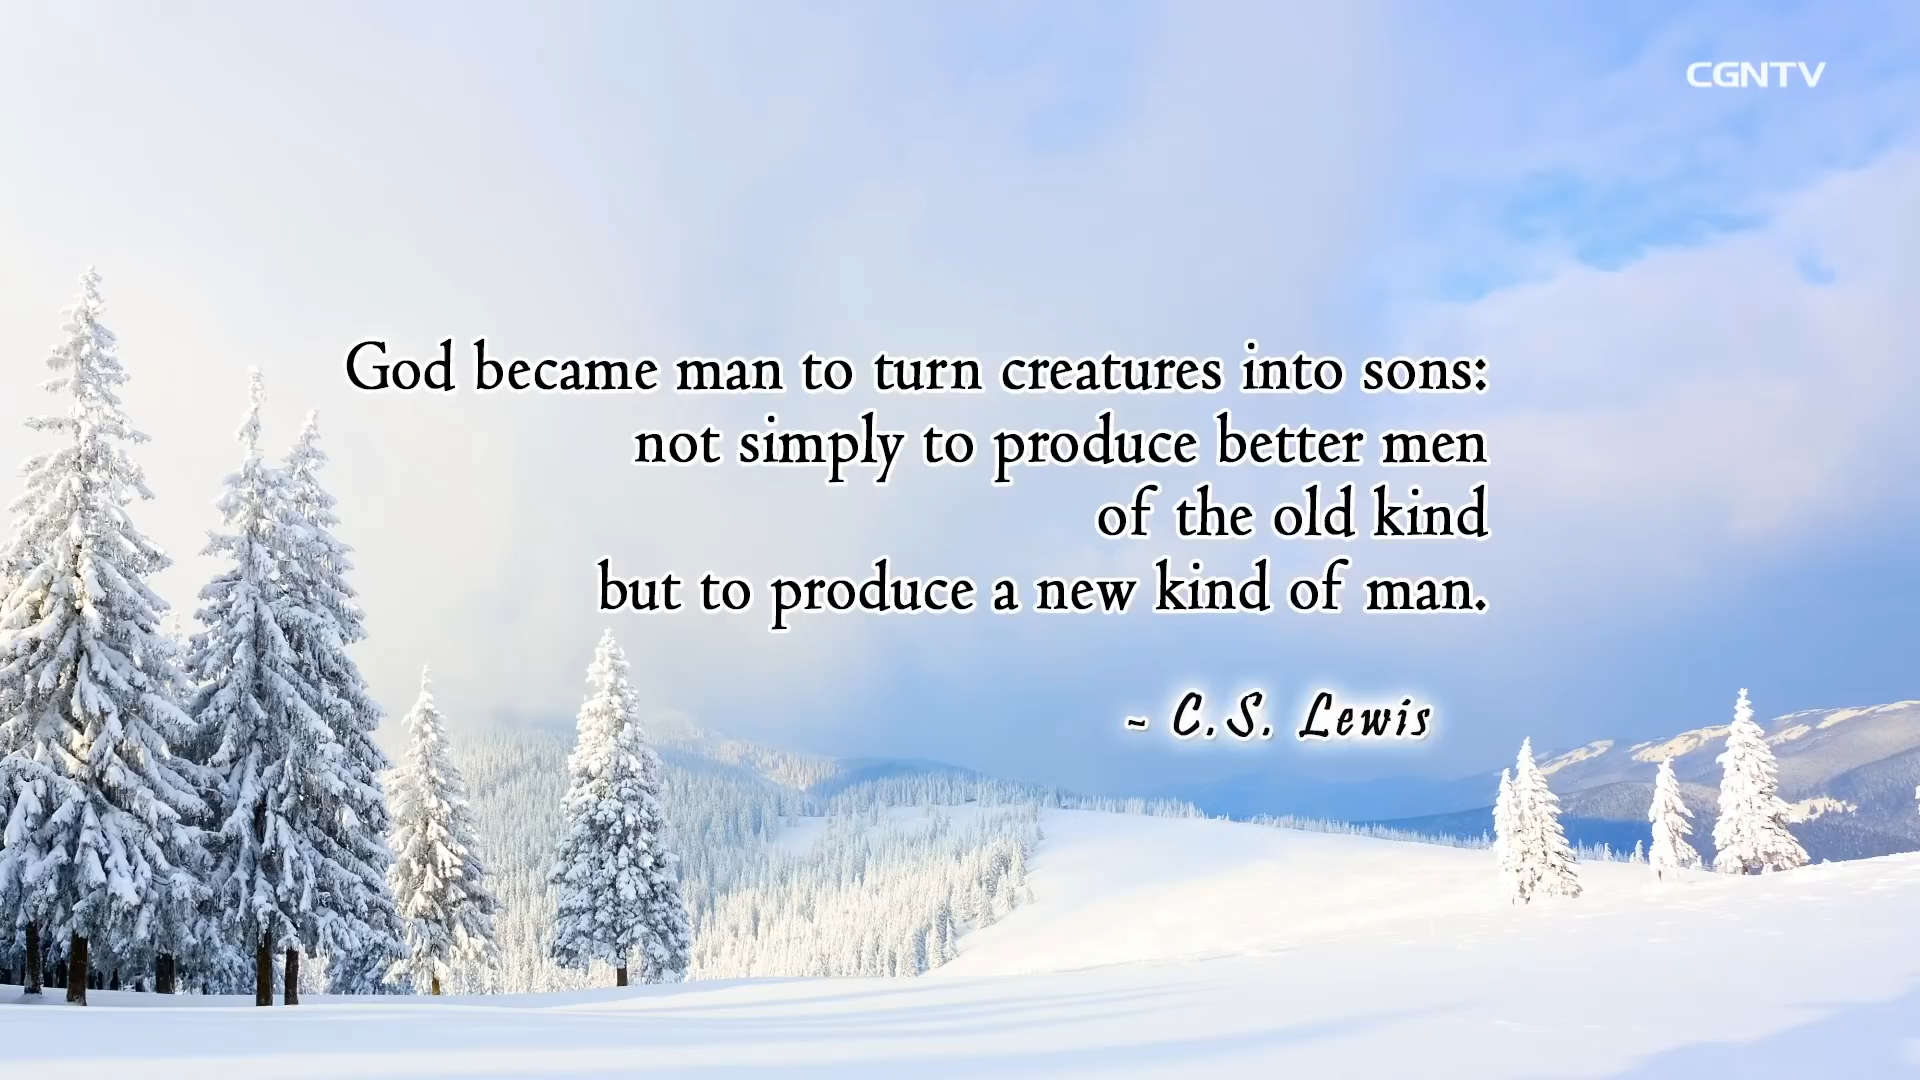 CGNTV
God became man to turn creatures into sons:
not simply to produce better men
of the old kind
but to produce a new kind of man.
~ C.S. Lewis